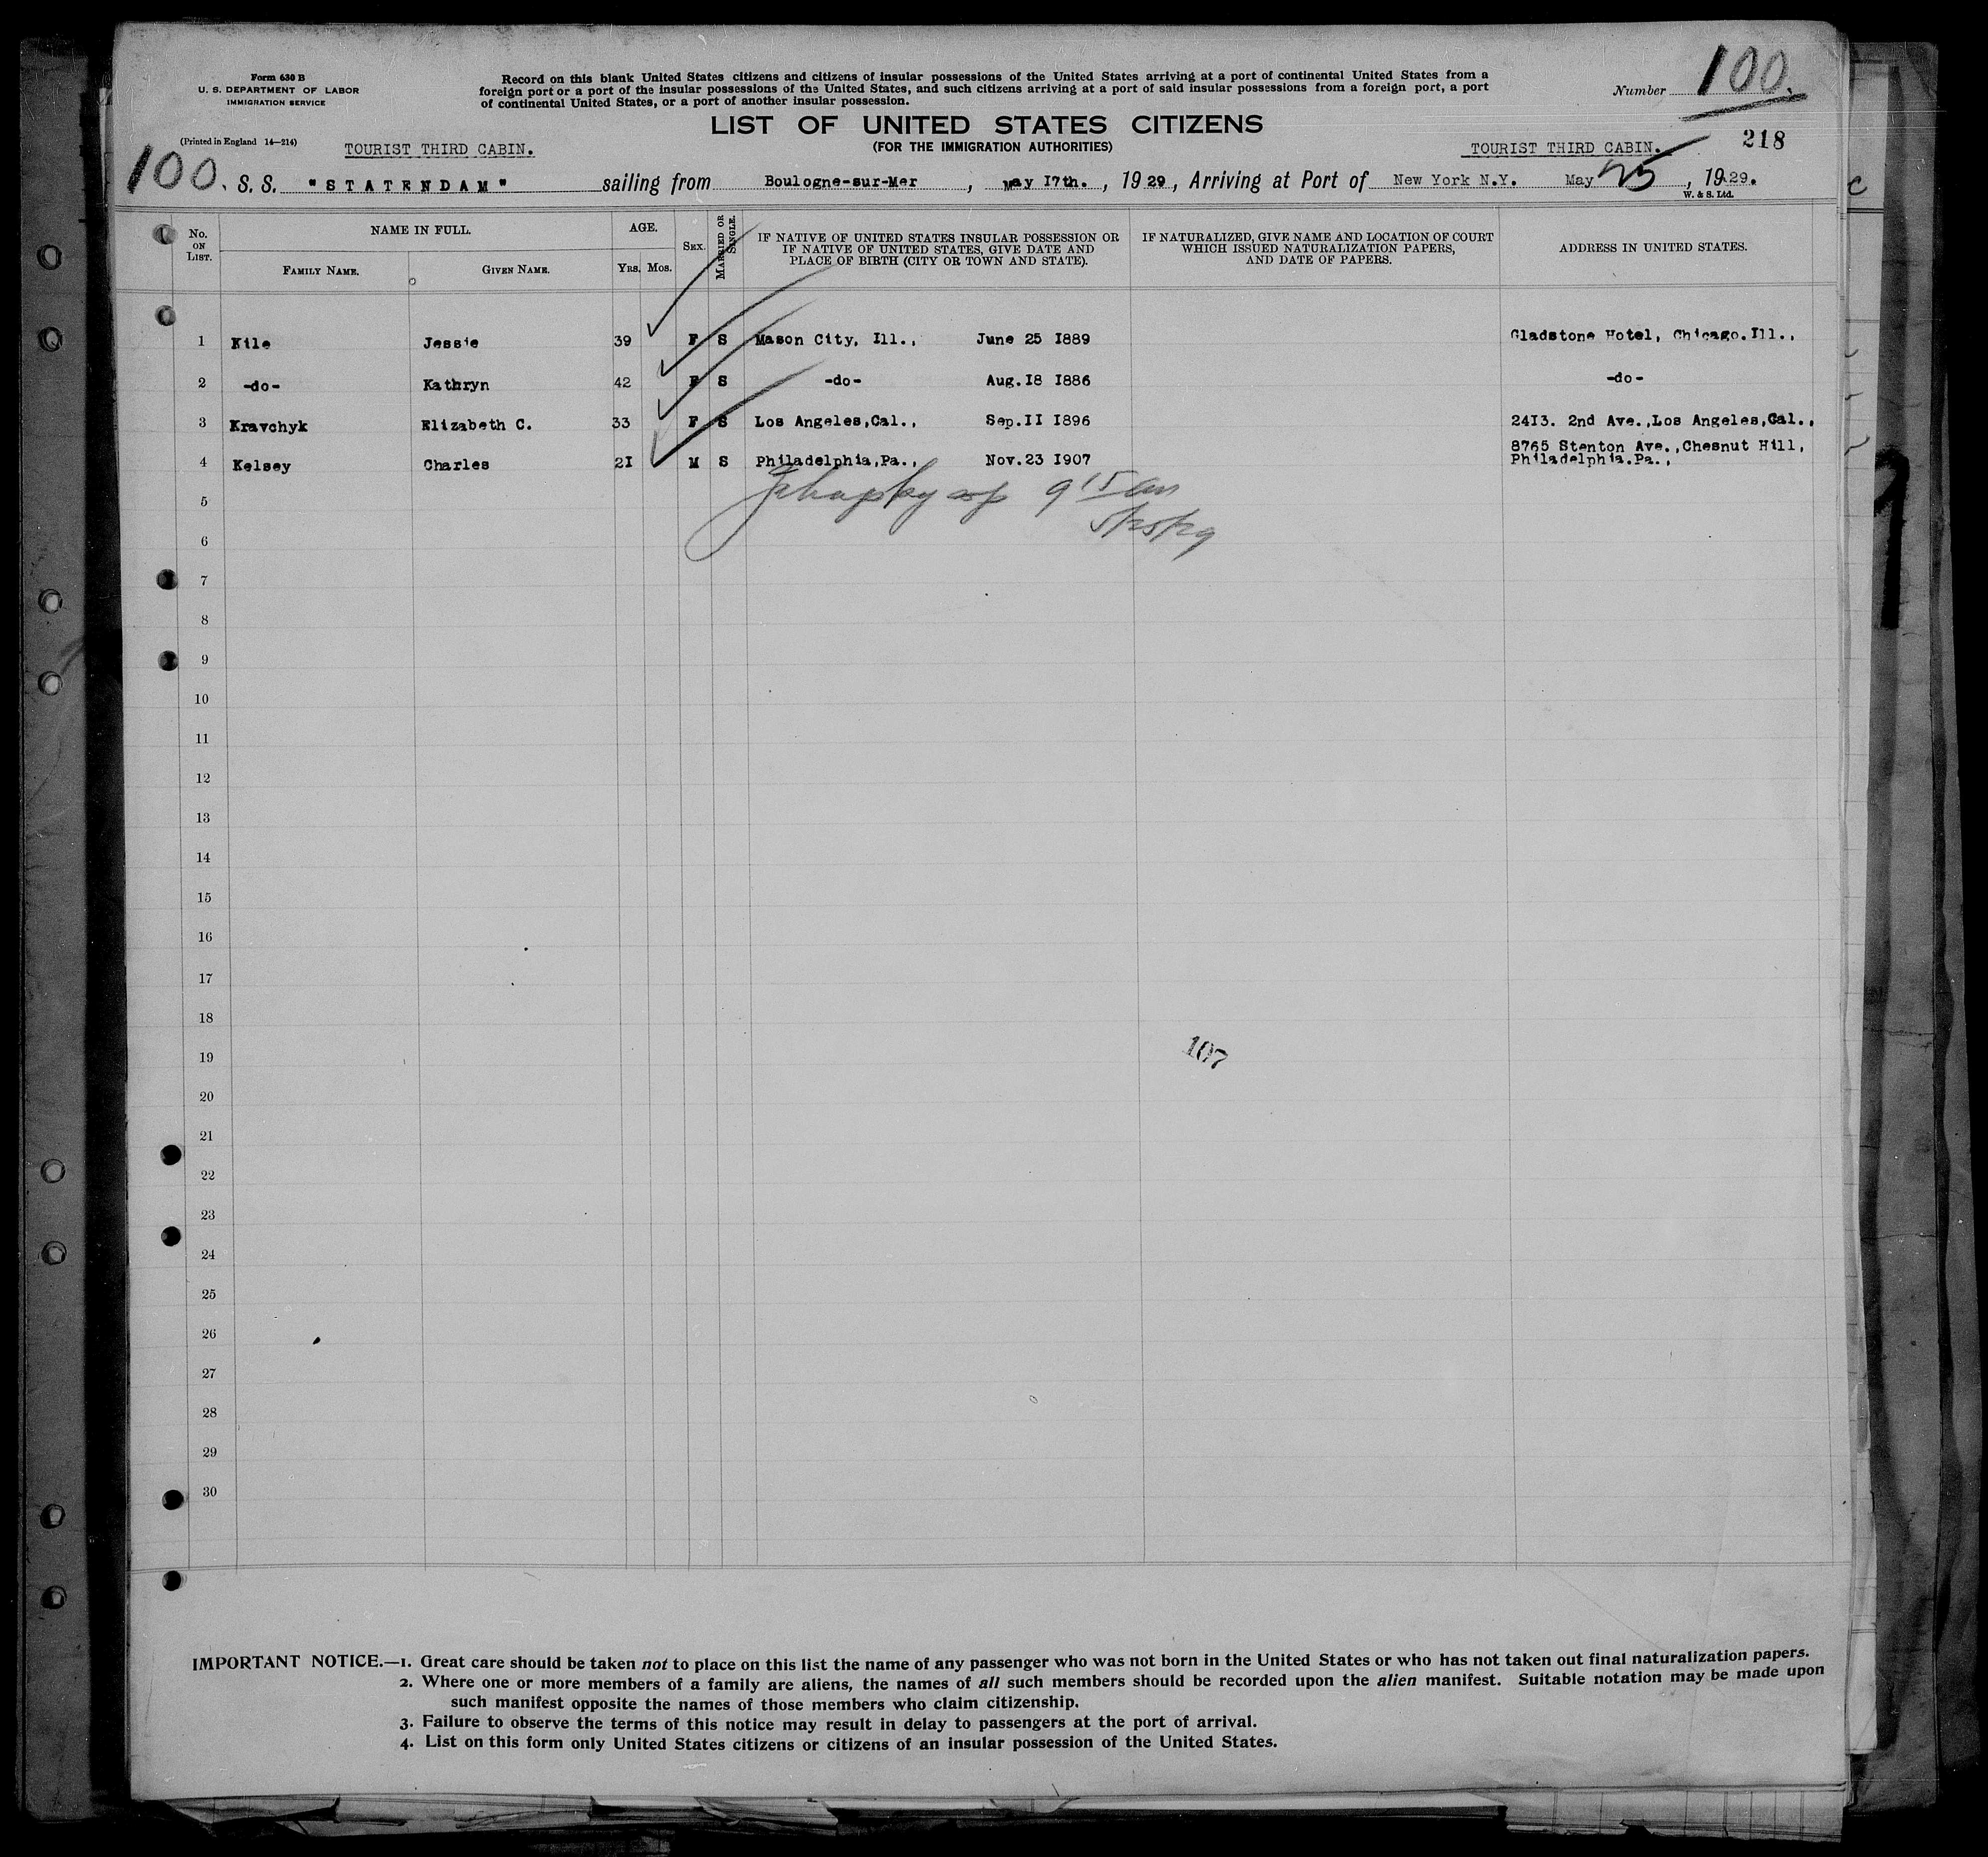 Form 630 B
U. S. DEPARTMENT OF LABOR
IMMIGRATION SERVICE
(Printed in England 14—214)
Record on this blank United States citizens and citizens of insular possessions of the United States arriving at a port of continental United States from a
foreign port or a port of the insular possessions of the United States, and such citizens arriving at a port of said insular possessions from a foreign port, a port
of continental United States, or a port of another insular possession.
Number 100.
LIST OF UNITED STATES CITIZENS
(FOR THE IMMIGRATION AUTHORITIES)
TOURIST THIRD CABIN.
TOURIST THIRD CABIN.
218
100. S. S. "STATENDAM" sailing from Boulogne-sur-Mer, May 17th., 1929, Arriving at Port of New York N.Y. May 25, 1929.
W. & S. Ltd.
No. ON LIST.
NAME IN FULL.
FAMILY NAME. GIVEN NAME.
AGE.
YRS. MOS.
SEX.
MARRIED OR SINGLE.
IF NATIVE OF UNITED STATES INSULAR POSSESSION OR
IF NATIVE OF UNITED STATES, GIVE DATE AND
PLACE OF BIRTH (CITY OR TOWN AND STATE).
IF NATURALIZED, GIVE NAME AND LOCATION OF COURT
WHICH ISSUED NATURALIZATION PAPERS,
AND DATE OF PAPERS.
ADDRESS IN UNITED STATES.
1 Kile Jessie 39 F S Mason City, Ill., June 25 1889 Gladstone Hotel, Chicago.Ill.,
2 -do- Kathryn 42 F S -do- Aug.18 1886 -do-
3 Kravchyk Elizabeth C. 33 F S Los Angeles,Cal., Sep.II 1896 24I3. 2nd Ave.,Los Angeles,Cal.,
4 Kelsey Charles 2I M S Philadelphia,Pa., Nov.23 1907 8765 Stenton Ave.,Chesnut Hill,
Philadelphia.Pa.,
9 15 am
5/25/29
5
6
7
8
9
10
11
12
13
14
15
16
17
18
19
107
20
21
22
23
24
25
26
27
28
29
30
IMPORTANT NOTICE.—1. Great care should be taken not to place on this list the name of any passenger who was not born in the United States or who has not taken out final naturalization papers.
2. Where one or more members of a family are aliens, the names of all such members should be recorded upon the alien manifest. Suitable notation may be made upon
such manifest opposite the names of those members who claim citizenship.
3. Failure to observe the terms of this notice may result in delay to passengers at the port of arrival.
4. List on this form only United States citizens or citizens of an insular possession of the United States.